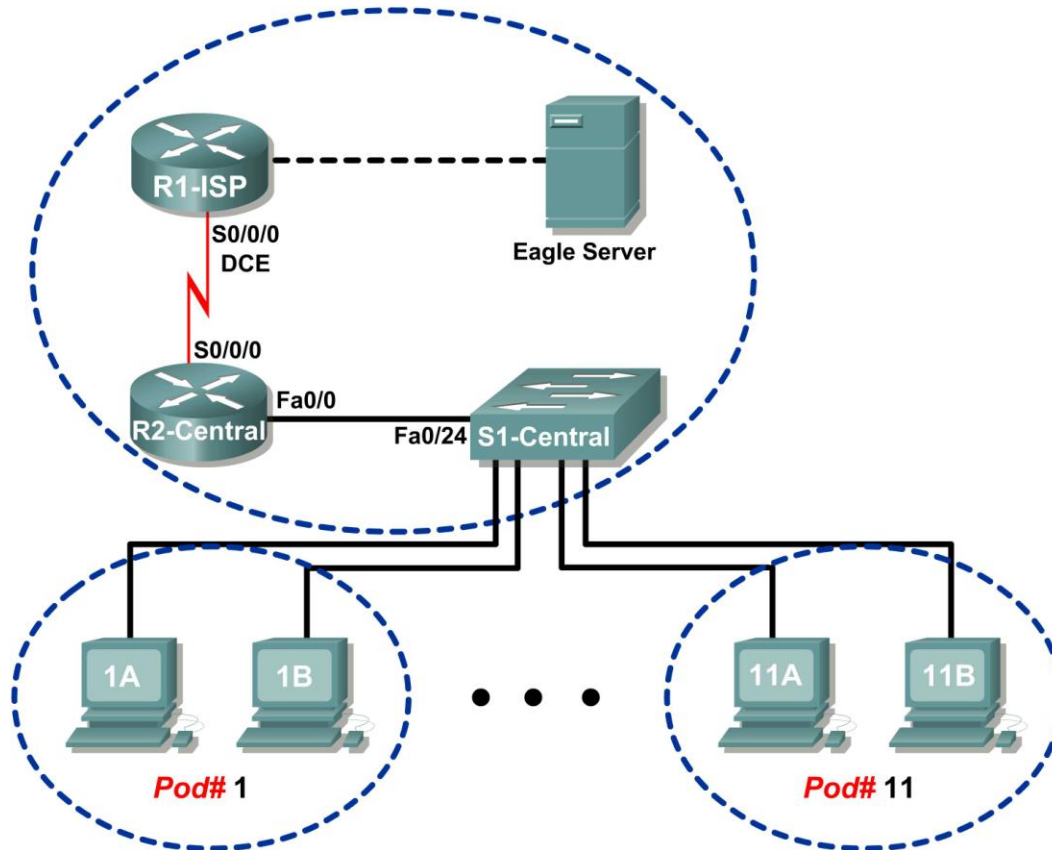 R1-ISP
S0/0/0
DCE
Eagle Server
S0/0/0
R2-Central
Fa0/0
Fa0/24
S1-Central
1A
1B
11A
11B
Pod# 1
Pod# 11